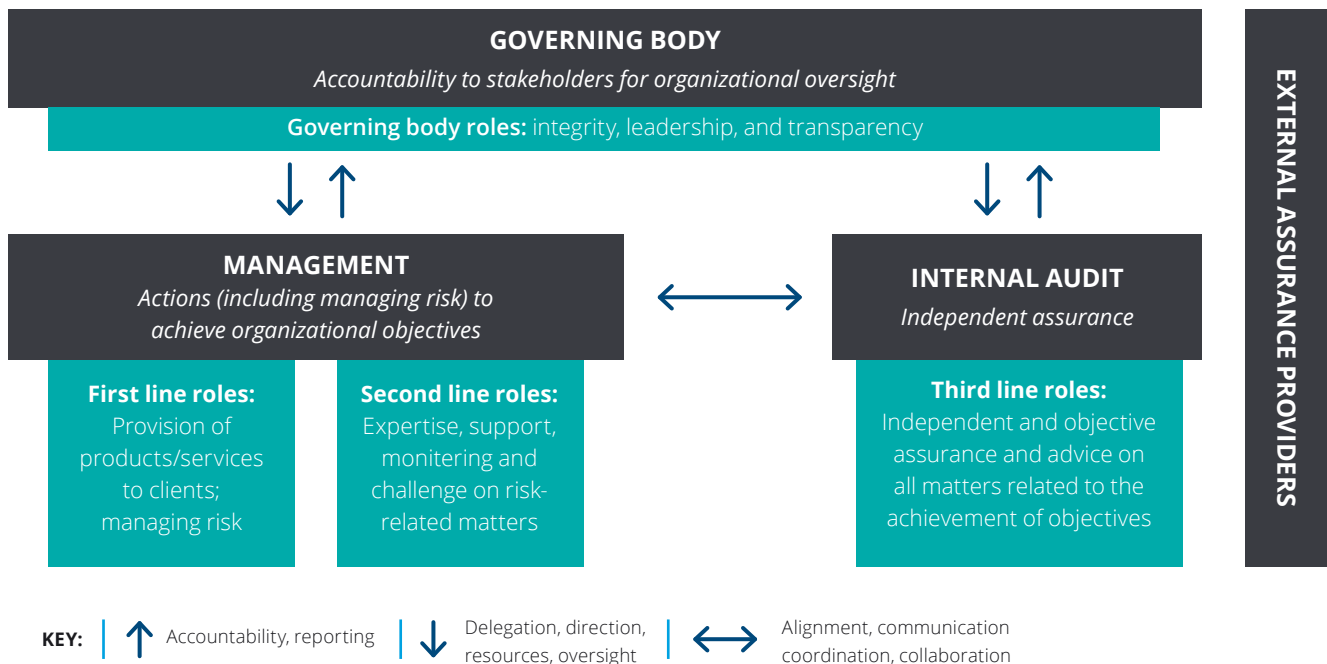 GOVERNING BODY
Accountability to stakeholders for organizational oversight
Governing body roles: integrity, leadership, and transparency
MANAGEMENT
Actions (including managing risk) to
achieve organizational objectives
INTERNAL AUDIT
Independent assurance
First line roles:
Provision of
products/services
to clients;
managing risk
Second line roles:
Expertise, support,
monitering and
challenge on risk-
related matters
Third line roles:
Independent and objective
assurance and advice on
all matters related to the
achievement of objectives
EXTERNAL ASSURANCE PROVIDERS
KEY:
Accountability, reporting
Delegation, direction,
resources, oversight
Alignment, communication
coordination, collaboration